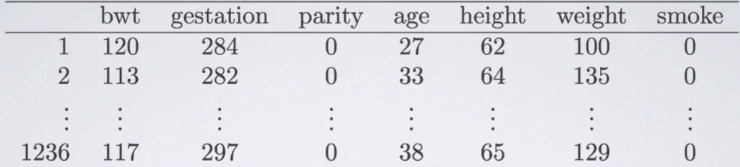 bwt gestation parity age height weight smoke
1 120 284 0 27 62 100 0
2 113 282 0 33 64 135 0
⋮ ⋮ ⋮ ⋮ ⋮ ⋮ ⋮ ⋮
1236 117 297 0 38 65 129 0